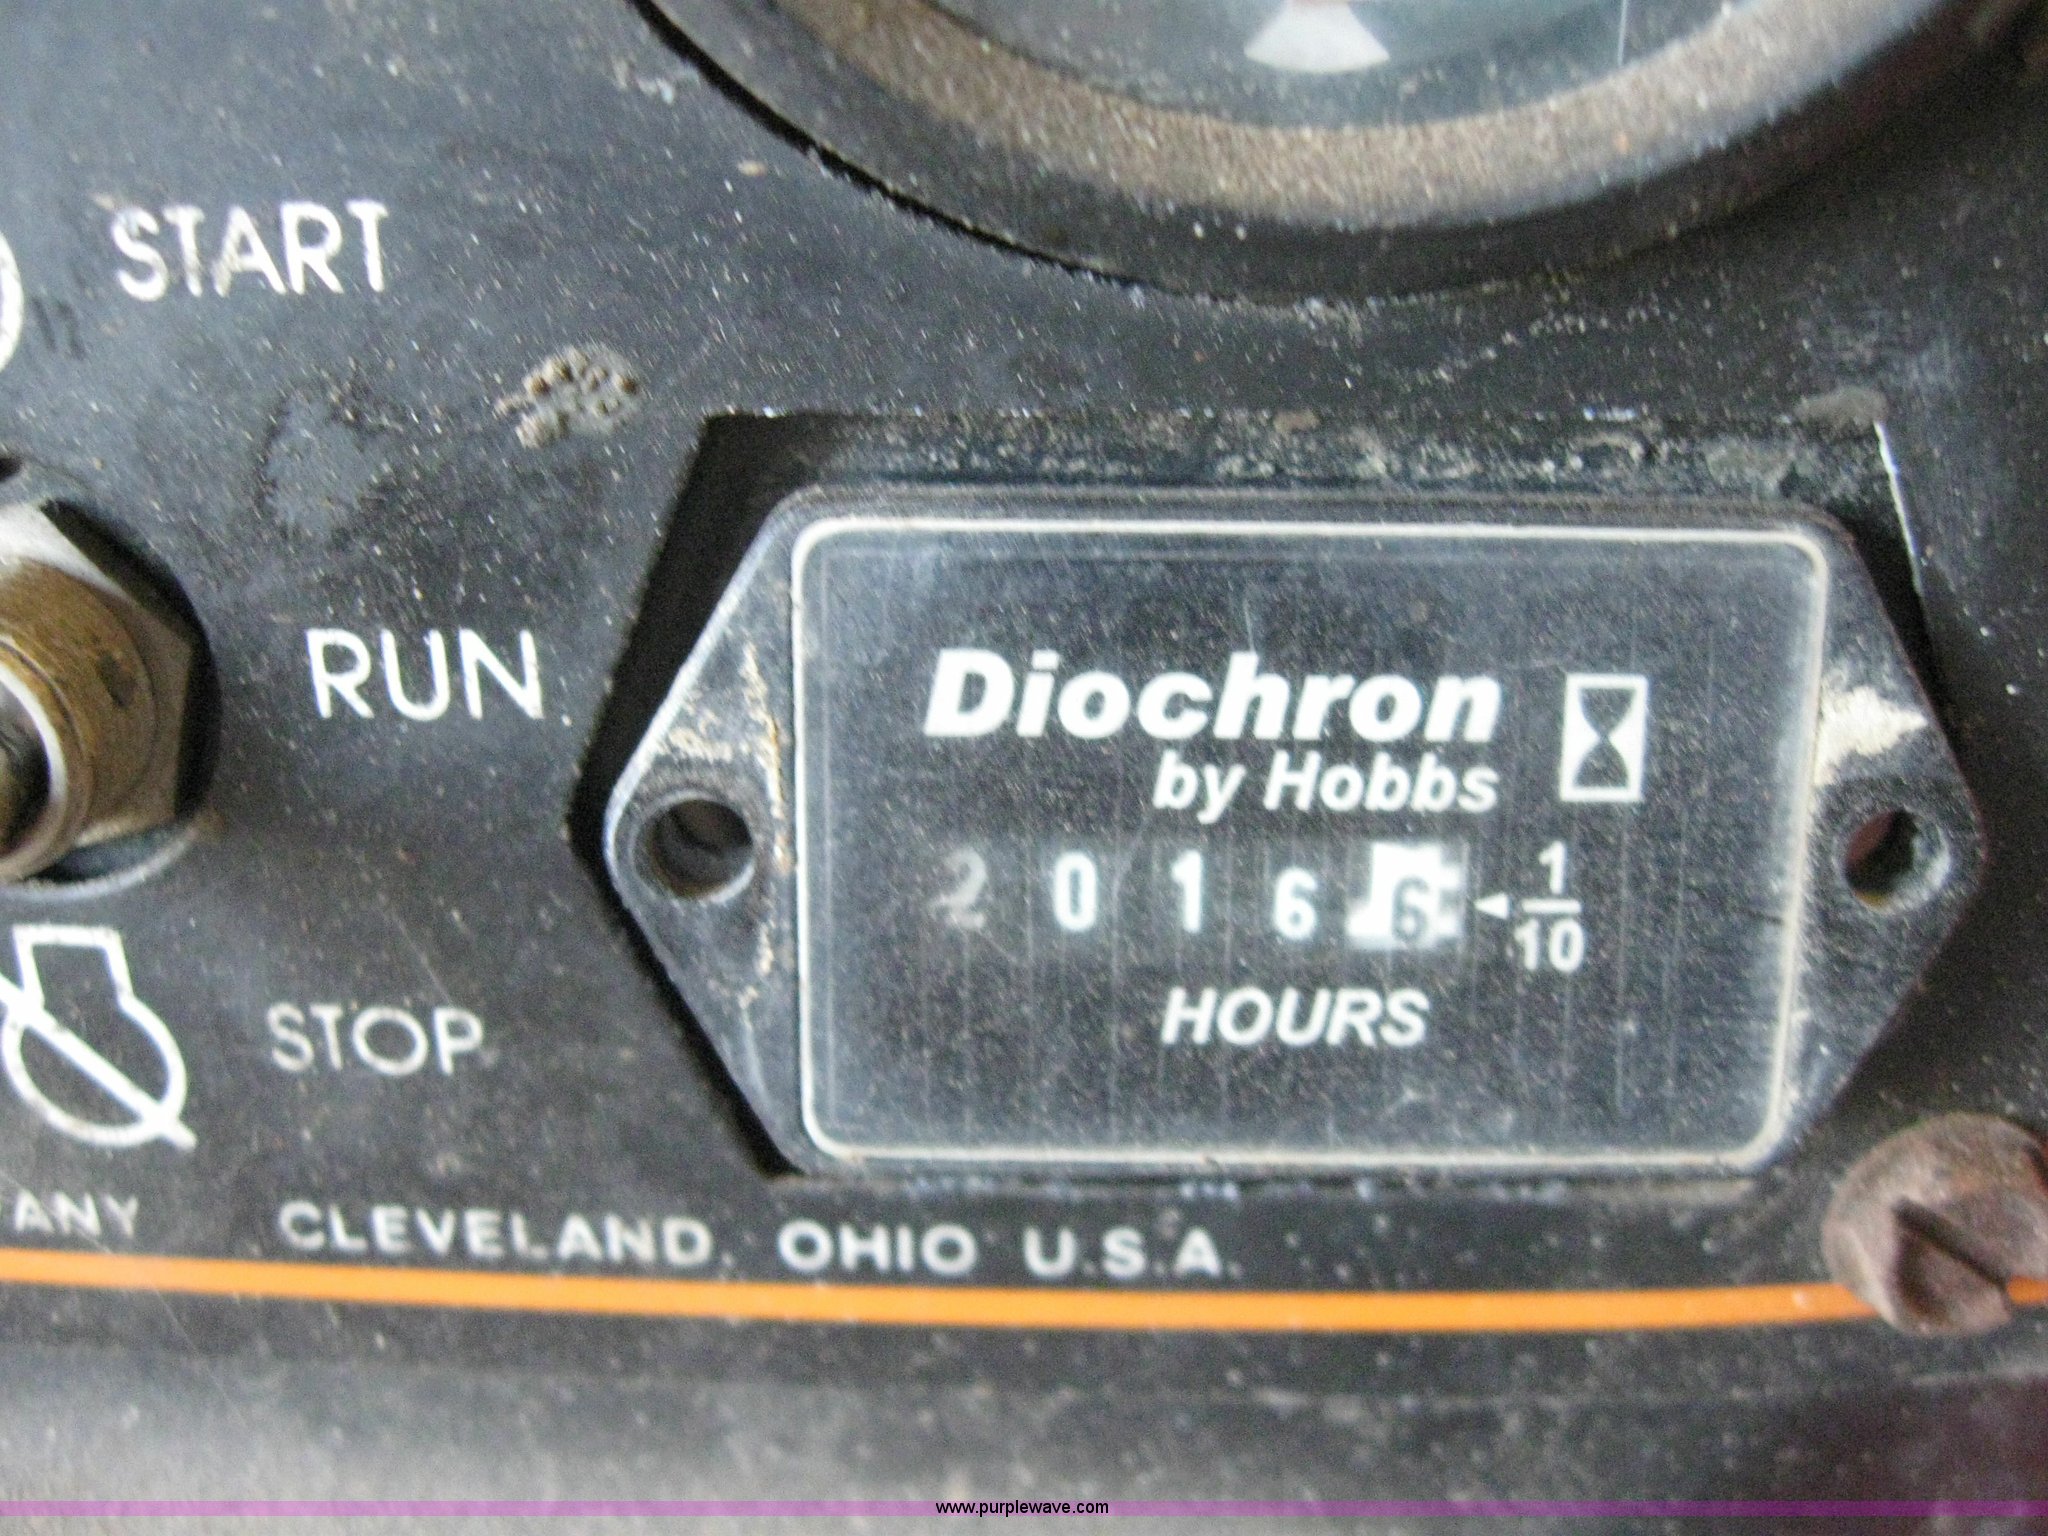 START
RUN
STOP
Diochron
by Hobbs
2 0 1 6 6
1
10
HOURS
ANY CLEVELAND, OHIO U.S.A.
www.purplewave.com